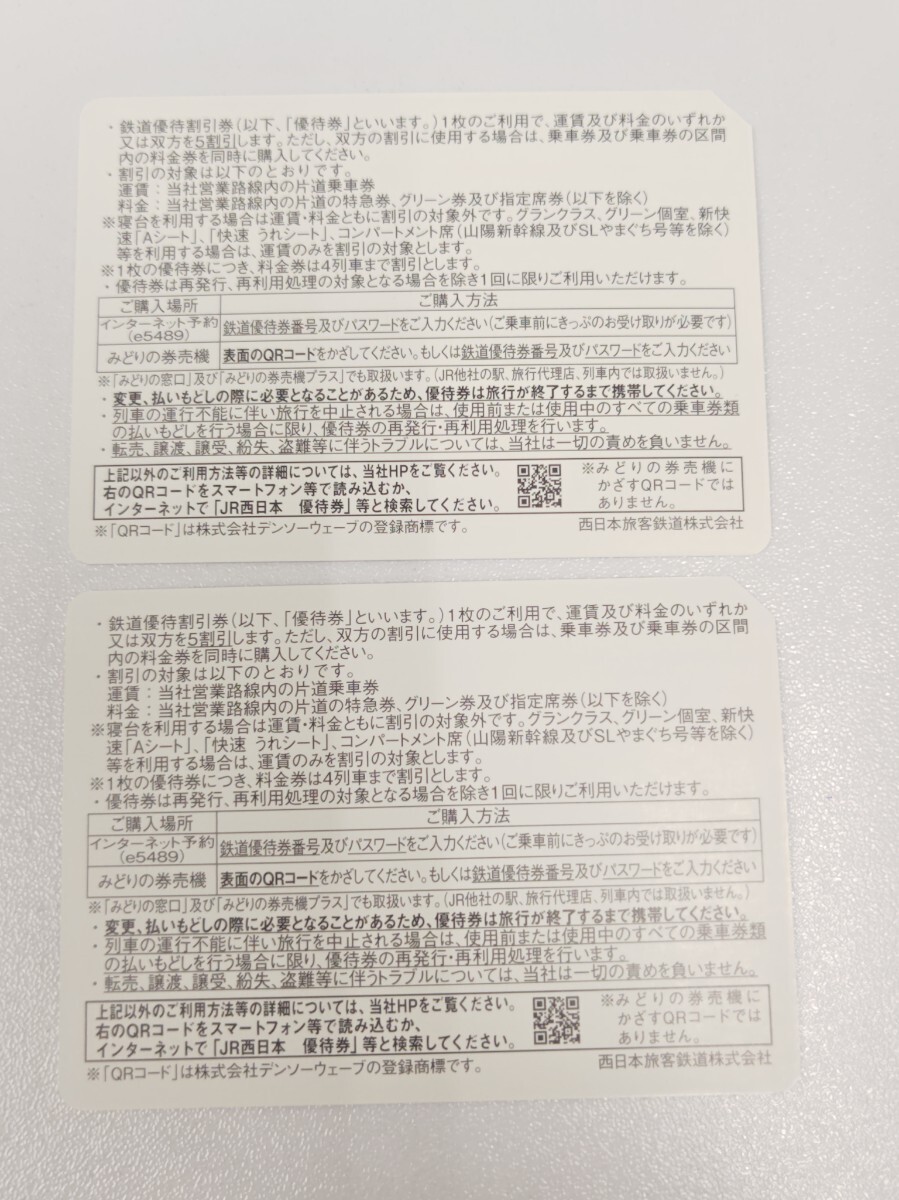 ・鉄道優待割引券(以下、「優待券」といいます。)1枚のご利用で、運賃及び料金のいずれか
又は双方を5割引します。ただし、双方の割引に使用する場合は、乗車券及び乗車券の区間
内の料金券を同時に購入してください。
・割引の対象は以下のとおりです。
運賃：当社営業路線内の片道乗車券
料金：当社営業路線内の片道の特急券、グリーン券及び指定席券(以下を除く)
※寝台を利用する場合は運賃・料金ともに割引の対象外です。グランクラス、グリーン個室、新快
速「Aシート」、「快速 うれシート」、コンパートメント席(山陽新幹線及びSLやまぐち号等を除く)
等を利用する場合は、運賃のみを割引の対象とします。
※1枚の優待券につき、料金券は4列車まで割引とします。
・優待券は再発行、再利用処理の対象となる場合を除き1回に限りご利用いただけます。
ご購入場所 ご購入方法
インターネット予約 鉄道優待券番号及びパスワードをご入力ください(ご乗車前にきっぷのお受け取りが必要です)
(e5489)
みどりの券売機 表面のQRコードをかざしてください。もしくは鉄道優待券番号及びパスワードをご入力ください
※「みどりの窓口」及び「みどりの券売機プラス」でも取扱います。(JR他社の駅、旅行代理店、列車内では取扱いません。)
・変更、払いもどしの際に必要となることがあるため、優待券は旅行が終了するまで携帯してください。
・列車の運行不能に伴い旅行を中止される場合は、使用前または使用中のすべての乗車券類
の払いもどしを行う場合に限り、優待券の再発行・再利用処理を行います。
・転売、譲渡、譲受、紛失、盗難等に伴うトラブルについては、当社は一切の責めを負いません。
上記以外のご利用方法等の詳細については、当社HPをご覧ください。 ※みどりの券売機に
右のQRコードをスマートフォン等で読み込むか、 かざすQRコードでは
インターネットで「JR西日本 優待券」等と検索してください。 ありません。
※「QRコード」は株式会社デンソーウェーブの登録商標です。 西日本旅客鉄道株式会社
・鉄道優待割引券(以下、「優待券」といいます。)1枚のご利用で、運賃及び料金のいずれか
又は双方を5割引します。ただし、双方の割引に使用する場合は、乗車券及び乗車券の区間
内の料金券を同時に購入してください。
・割引の対象は以下のとおりです。
運賃：当社営業路線内の片道乗車券
料金：当社営業路線内の片道の特急券、グリーン券及び指定席券(以下を除く)
※寝台を利用する場合は運賃・料金ともに割引の対象外です。グランクラス、グリーン個室、新快
速「Aシート」、「快速 うれシート」、コンパートメント席(山陽新幹線及びSLやまぐち号等を除く)
等を利用する場合は、運賃のみを割引の対象とします。
※1枚の優待券につき、料金券は4列車まで割引とします。
・優待券は再発行、再利用処理の対象となる場合を除き1回に限りご利用いただけます。
ご購入場所 ご購入方法
インターネット予約 鉄道優待券番号及びパスワードをご入力ください(ご乗車前にきっぷのお受け取りが必要です)
(e5489)
みどりの券売機 表面のQRコードをかざしてください。もしくは鉄道優待券番号及びパスワードをご入力ください
※「みどりの窓口」及び「みどりの券売機プラス」でも取扱います。(JR他社の駅、旅行代理店、列車内では取扱いません。)
・変更、払いもどしの際に必要となることがあるため、優待券は旅行が終了するまで携帯してください。
・列車の運行不能に伴い旅行を中止される場合は、使用前または使用中のすべての乗車券類
の払いもどしを行う場合に限り、優待券の再発行・再利用処理を行います。
・転売、譲渡、譲受、紛失、盗難等に伴うトラブルについては、当社は一切の責めを負いません。
上記以外のご利用方法等の詳細については、当社HPをご覧ください。 ※みどりの券売機に
右のQRコードをスマートフォン等で読み込むか、 かざすQRコードでは
インターネットで「JR西日本 優待券」等と検索してください。 ありません。
※「QRコード」は株式会社デンソーウェーブの登録商標です。 西日本旅客鉄道株式会社